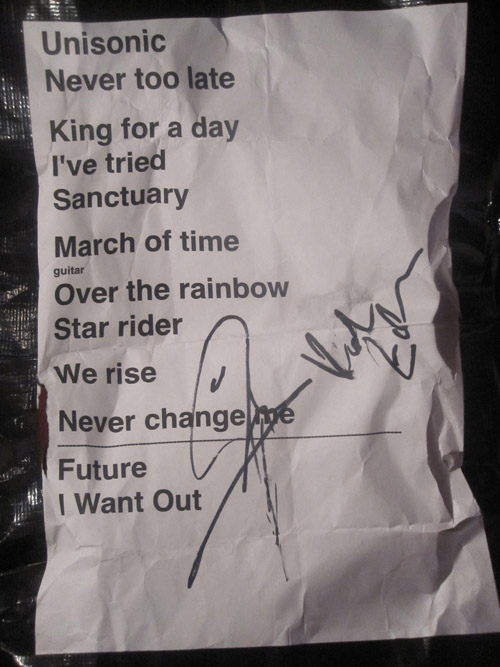 Unisonic
Never too late
King for a day
I've tried
Sanctuary
March of time
guitar
Over the rainbow
Star rider
We rise
Never change me
Future
I Want Out